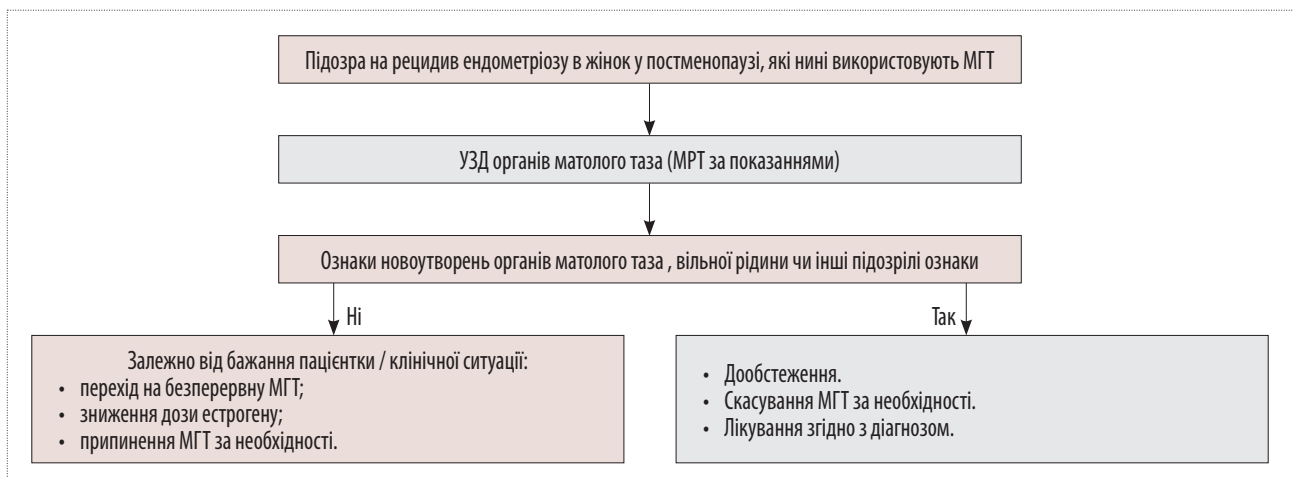 Підозра на рецидив ендометріозу в жінок у постменопаузі, які нині використовують МГТ
УЗД органів матолого таза (МРТ за показаннями)
Ознаки новоутворень органів матолого таза , вільної рідини чи інші підозрілі ознаки
Ні
Так
Залежно від бажання пацієнтки / клінічної ситуації:
• перехід на безперервну МГТ;
• зниження дози естрогену;
• припинення МГТ за необхідності.
• Дообстеження.
• Скасування МГТ за необхідності.
• Лікування згідно з діагнозом.